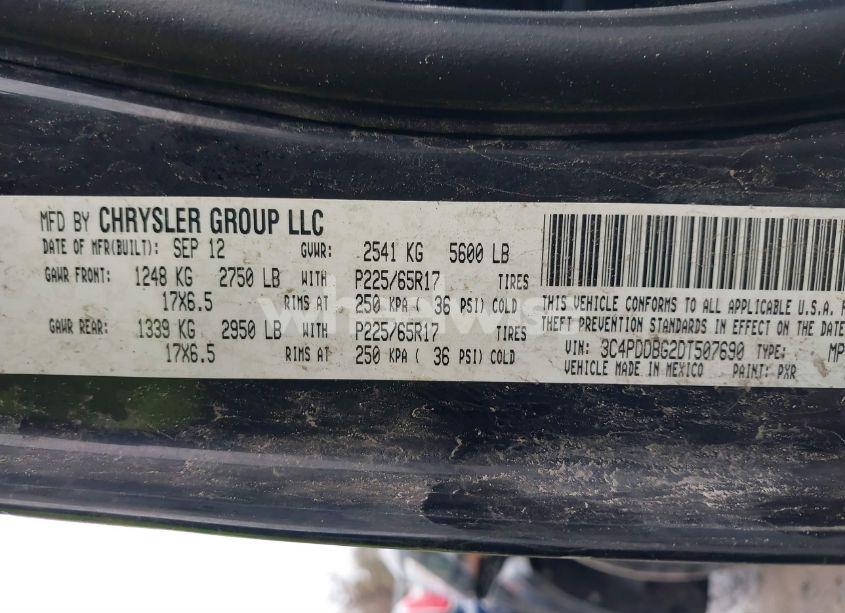 MFD BY CHRYSLER GROUP LLC
DATE OF MFR(BUILT): SEP 12 GVWR: 2541 KG 5600 LB
GAWR FRONT: 1248 KG 2750 LB WITH P225/65R17 TIRES
17X6.5 RIMS AT 250 KPA ( 36 PSI) COLD
GAWR REAR: 1339 KG 2950 LB WITH P225/65R17 TIRES
17X6.5 RIMS AT 250 KPA ( 36 PSI) COLD
THIS VEHICLE CONFORMS TO ALL APPLICABLE U.S.A.
THEFT PREVENTION STANDARDS IN EFFECT ON THE DATE
VIN: 3C4PDDBG2DT507690 TYPE: MP
VEHICLE MADE IN MEXICO PAINT: PXR